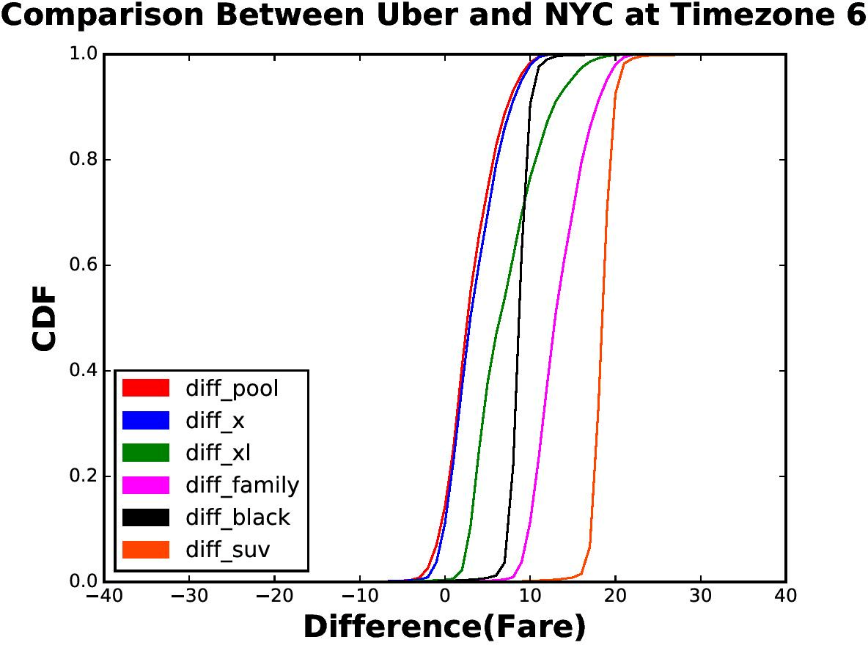 Comparison Between Uber and NYC at Timezone 6
1.0
0.8
0.6
0.4
0.2
0.0
CDF
diff_pool
diff_x
diff_xl
diff_family
diff_black
diff_suv
−40 −30 −20 −10 0 10 20 30 40
Difference(Fare)